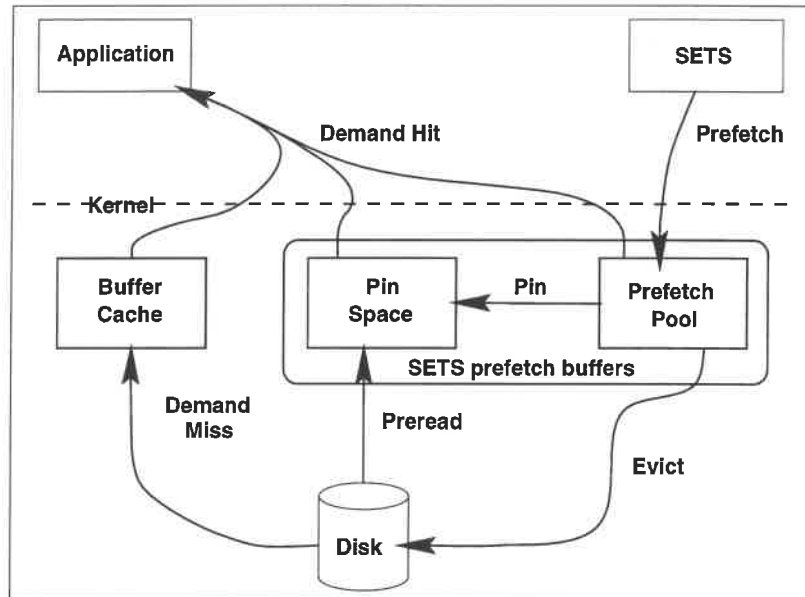 Application
SETS
Demand Hit
Prefetch
Kernel
Buffer
Cache
Pin
Space
Pin
Prefetch
Pool
SETS prefetch buffers
Demand
Miss
Preread
Evict
Disk